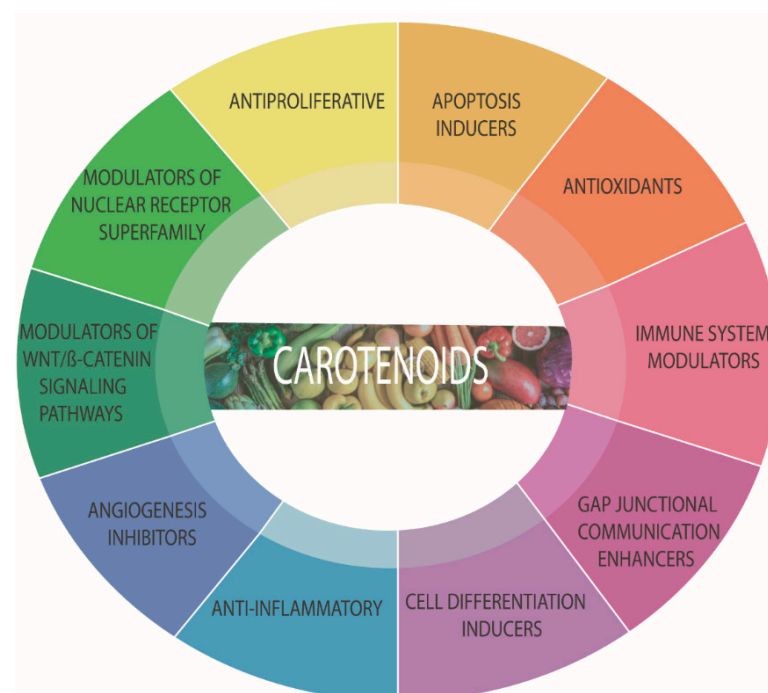 ANTIPROLIFERATIVE
APOPTOSIS
INDUCERS
ANTIOXIDANTS
IMMUNE SYSTEM
MODULATORS
GAP JUNCTIONAL
COMMUNICATION
ENHANCERS
CELL DIFFERENTIATION
INDUCERS
ANTI-INFLAMMATORY
ANGIOGENESIS
INHIBITORS
MODULATORS OF
WNT/ß-CATENIN
SIGNALING
PATHWAYS
MODULATORS OF
NUCLEAR RECEPTOR
SUPERFAMILY
CAROTENOIDS